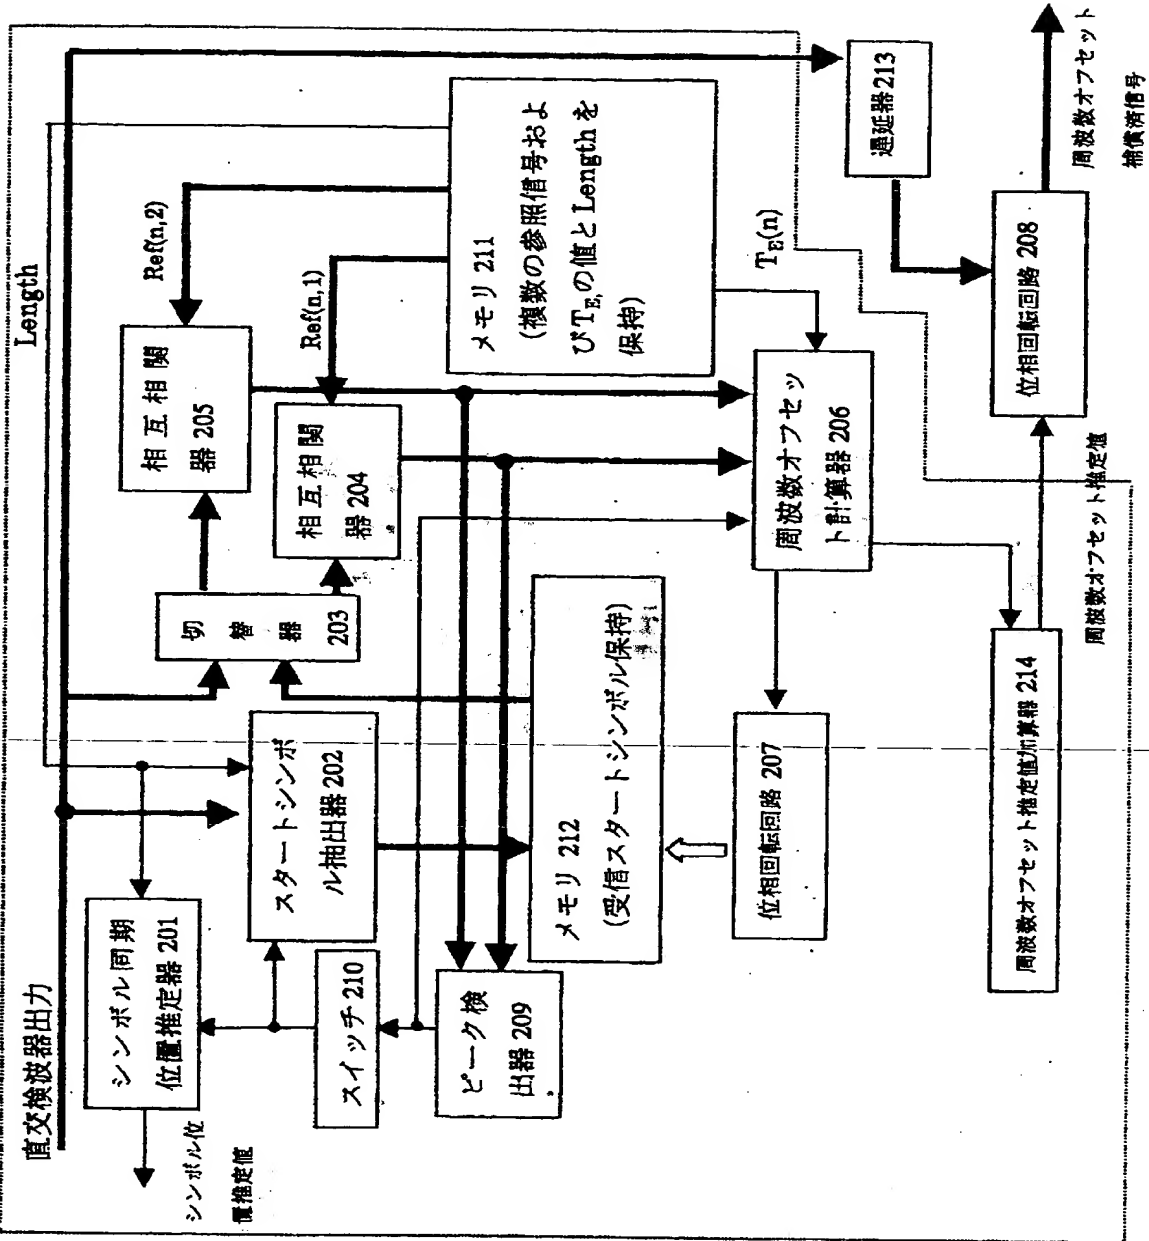 直交検波器出力
Length
シンボル同期
位置推定器 201
シンボル位
置推定値
スタートシンボ
ル抽出器 202
スイッチ 210
ピーク検
出器 209
切
替
器
203
相互相関
器 205
Ref(n,2)
相互相関
器 204
Ref(n,1)
メモリ 211
(複数の参照信号およ
びTE,の値とLengthを
保持)
TE(n)
メモリ 212
(受信スタートシンボル保持)
位相回転回路 207
周波数オフセッ
ト計算器 206
遅延器 213
位相回転回路 208
周波数オフセット
補償済信号
周波数オフセット推定値
周波数オフセット推定値加算器 214